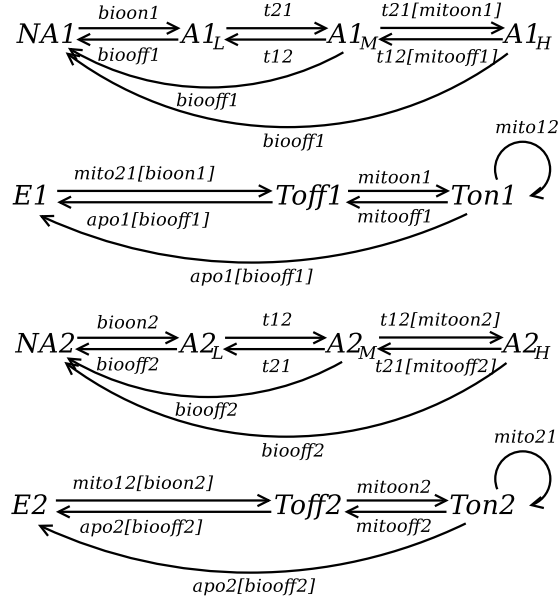 bioon1 t21 t21[mitoon1]
NA1 A1L A1M A1H
biooff1 t12 t12[mitooff1]
biooff1
biooff1
mito12
mito21[bioon1] mitoon1
E1 Toff1 Ton1
apo1[biooff1] mitooff1
apo1[biooff1]
bioon2 t12 t12[mitoon2]
NA2 A2L A2M A2H
biooff2 t21 t21[mitooff2]
biooff2
biooff2
mito21
mito12[bioon2] mitoon2
E2 Toff2 Ton2
apo2[biooff2] mitooff2
apo2[biooff2]